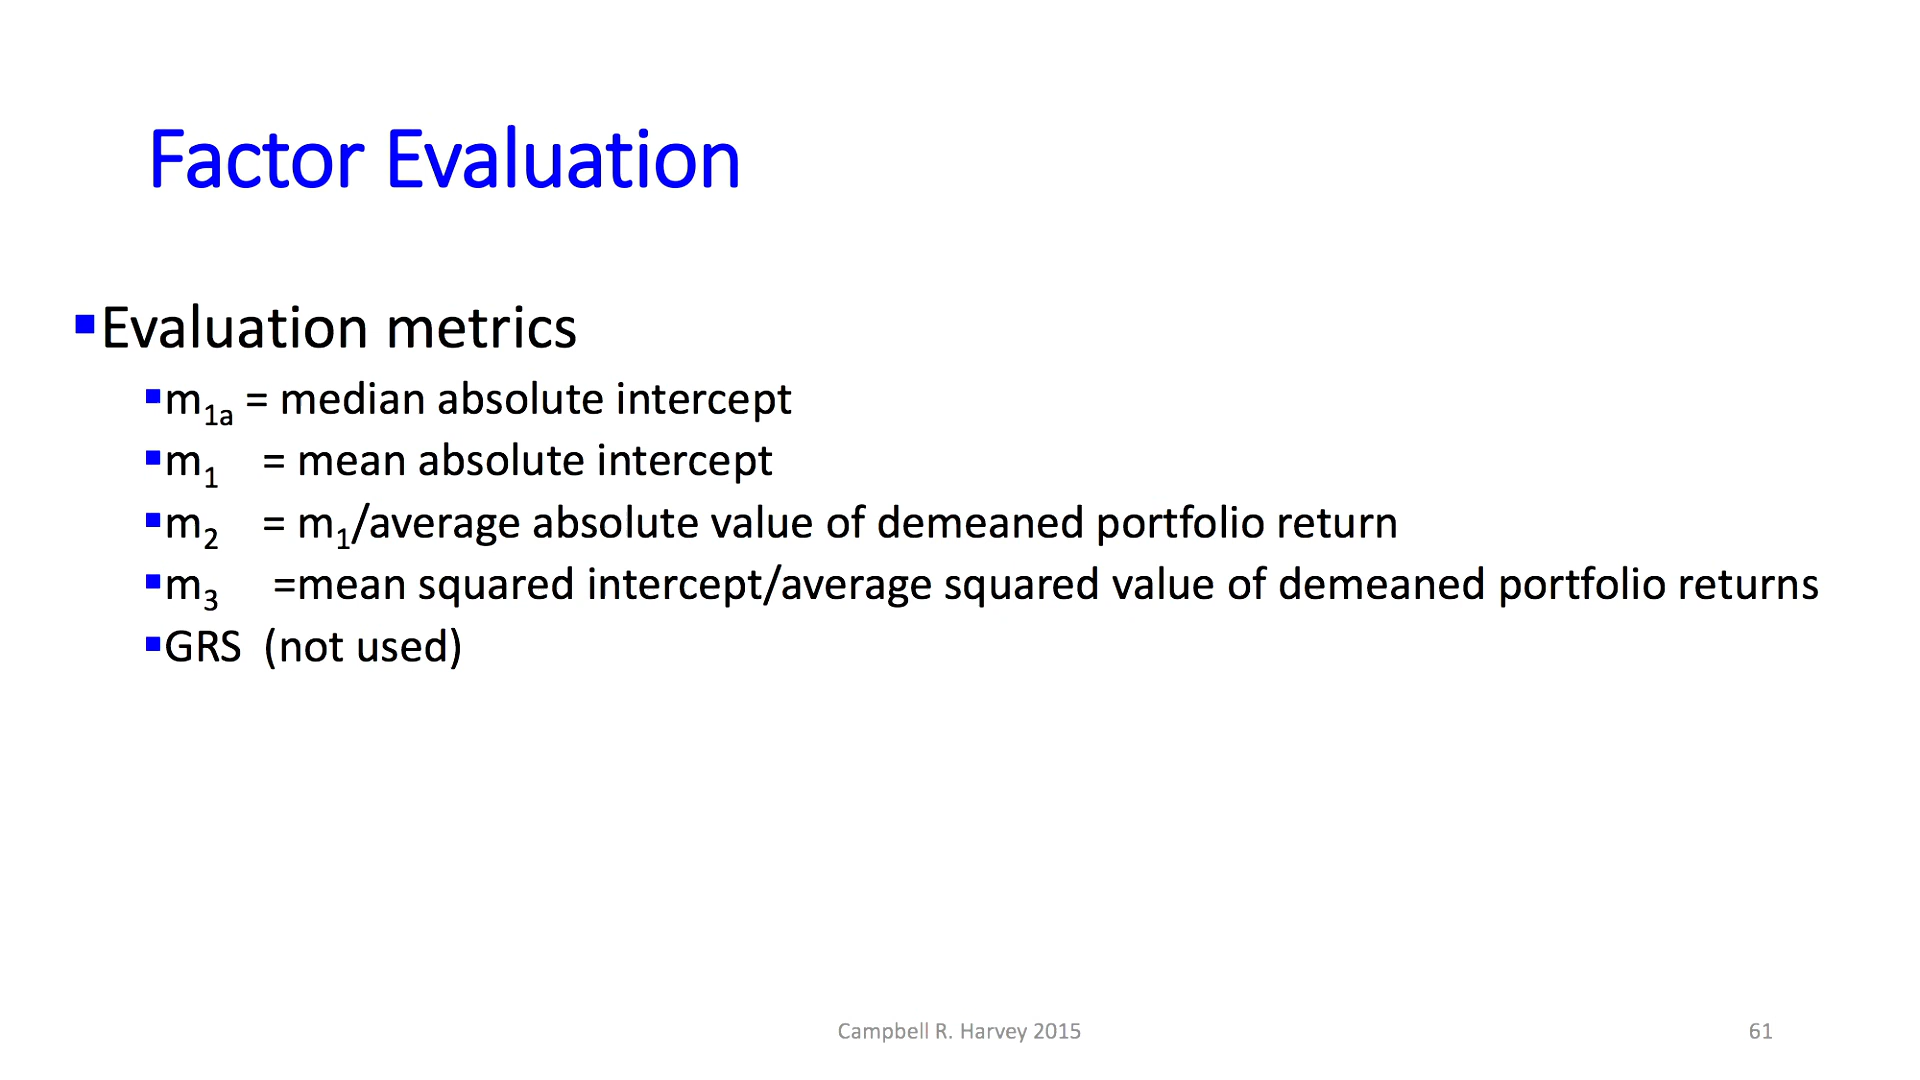 Factor Evaluation
▪Evaluation metrics
▪m1a = median absolute intercept
▪m1 = mean absolute intercept
▪m2 = m1/average absolute value of demeaned portfolio return
▪m3 =mean squared intercept/average squared value of demeaned portfolio returns
▪GRS (not used)
Campbell R. Harvey 2015
61